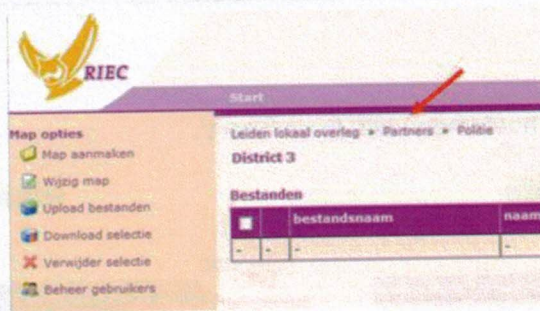 RIEC
Start
Map opties
Map aanmaken
Wijzig map
Upload bestanden
Download selectie
Verwijder selectie
Beheer gebruikers
Leiden lokaal overleg » Partners » Politie
District 3
Bestanden
bestandsnaam naam
- - - -